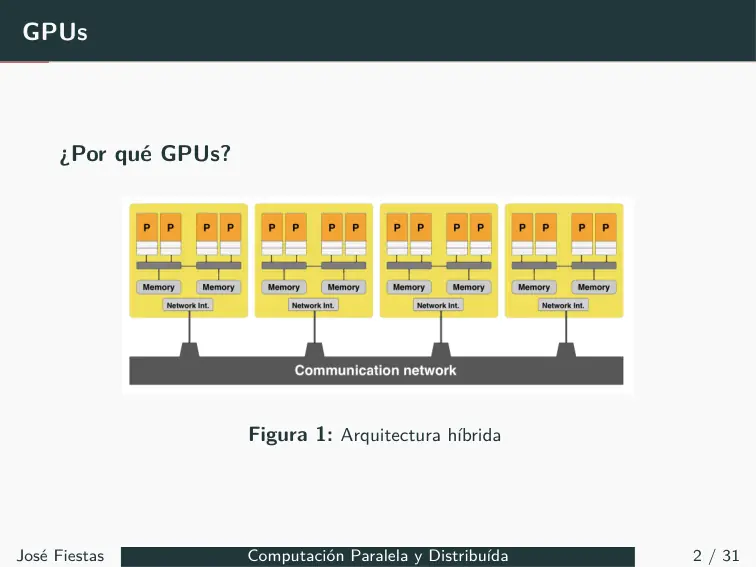 GPUs
¿Por qué GPUs?
P P P P P P P P P P P P P P P P
Memory Memory Memory Memory Memory Memory Memory Memory
Network Int. Network Int. Network Int. Network Int.
Communication network
Figura 1: Arquitectura híbrida
José Fiestas Computación Paralela y Distribuída 2 / 31